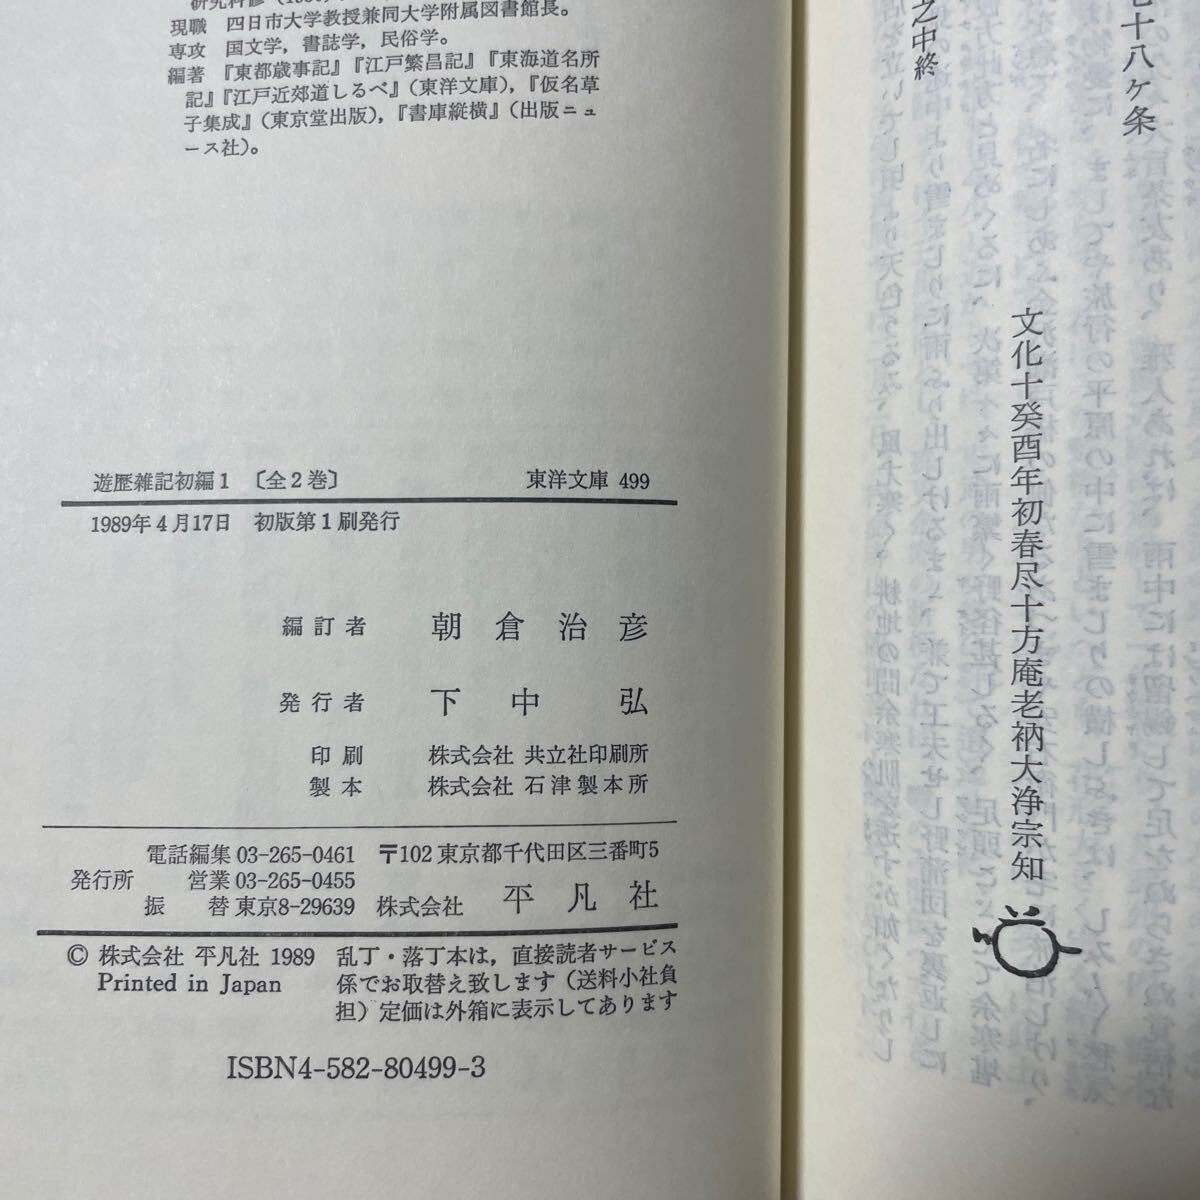 現職　四日市大学教授兼同大学附属図書館長。
専攻　国文学，書誌学，民俗学。
編著　『東都歳事記』『江戸繁昌記』『東海道名所
記』『江戸近郊道しるべ』（東洋文庫），『仮名草
子集成』（東京堂出版），『書庫縦横』（出版ニュ
ース社）。
遊歴雑記初編1　〔全2巻〕　東洋文庫 499
1989年4月17日　初版第1刷発行
編訂者　朝倉治彦
発行者　下中弘
印刷　株式会社 共立社印刷所
製本　株式会社 石津製本所
電話編集 03-265-0461　〒102 東京都千代田区三番町5
発行所　営業 03-265-0455
振替 東京8-29639　株式会社 平凡社
© 株式会社 平凡社 1989　乱丁・落丁本は，直接読者サービス
Printed in Japan　係でお取替え致します（送料小社負
担）定価は外箱に表示してあります
ISBN4-582-80499-3
七十八ヶ条
文化十癸酉年初春尽十方庵老衲大浄宗知
之中終